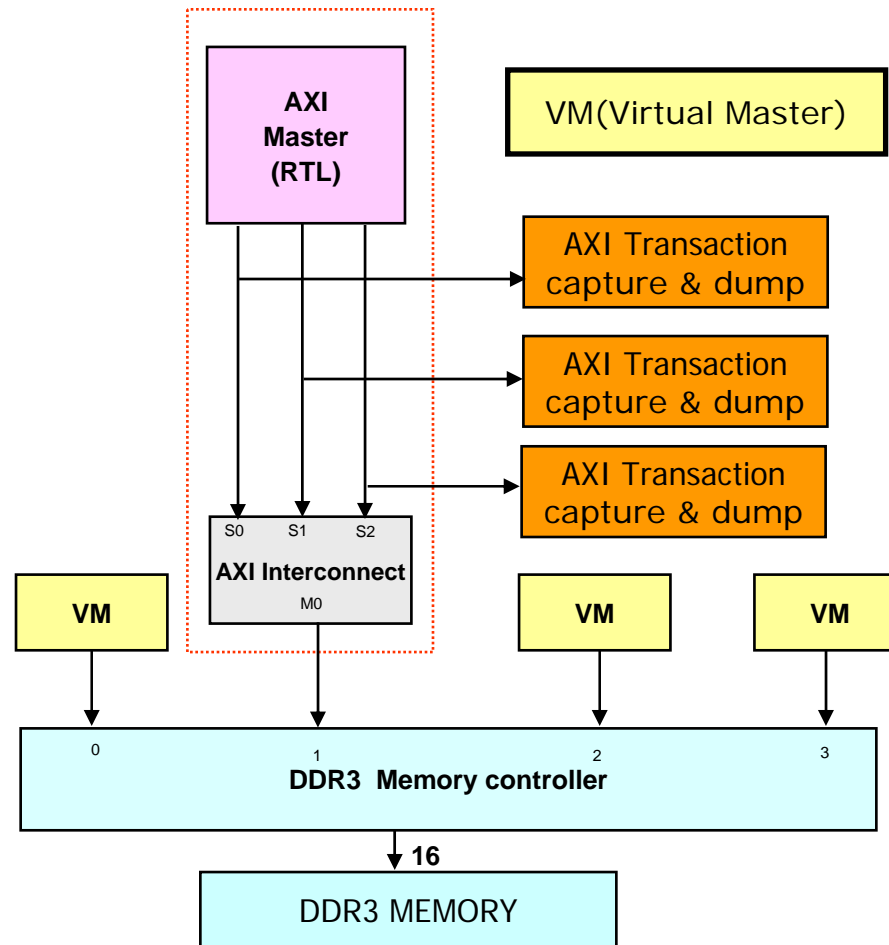 AXI
Master
(RTL)
VM(Virtual Master)
AXI Transaction
capture & dump
AXI Transaction
capture & dump
AXI Transaction
capture & dump
S0
S1
S2
AXI Interconnect
M0
VM
VM
VM
0
1
2
3
DDR3 Memory controller
16
DDR3 MEMORY